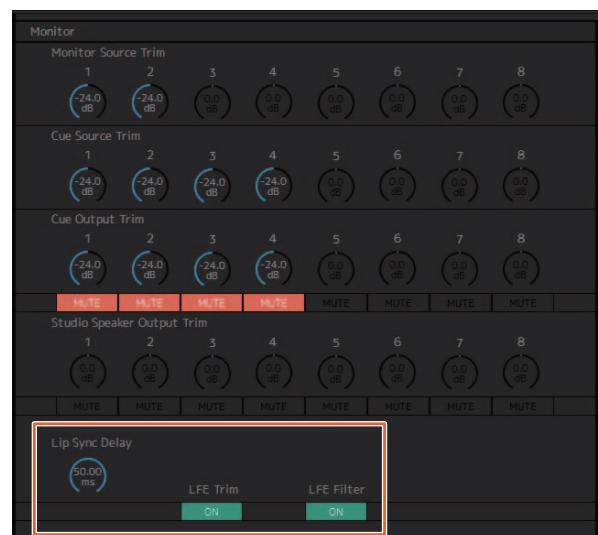 Monitor
Monitor Source Trim
1 2 3 4 5 6 7 8
-24.0 dB -24.0 dB 0.0 dB 0.0 dB 0.0 dB 0.0 dB 0.0 dB 0.0 dB
Cue Source Trim
1 2 3 4 5 6 7 8
-24.0 dB -24.0 dB -24.0 dB -24.0 dB 0.0 dB 0.0 dB 0.0 dB 0.0 dB
Cue Output Trim
1 2 3 4 5 6 7 8
-24.0 dB -24.0 dB -24.0 dB -24.0 dB 0.0 dB 0.0 dB 0.0 dB 0.0 dB
MUTE MUTE MUTE MUTE MUTE MUTE MUTE MUTE
Studio Speaker Output Trim
1 2 3 4 5 6 7 8
0.0 dB 0.0 dB 0.0 dB 0.0 dB 0.0 dB 0.0 dB 0.0 dB 0.0 dB
MUTE MUTE MUTE MUTE MUTE MUTE MUTE MUTE
Lip Sync Delay
50.00 ms
LFE Trim LFE Filter
ON ON